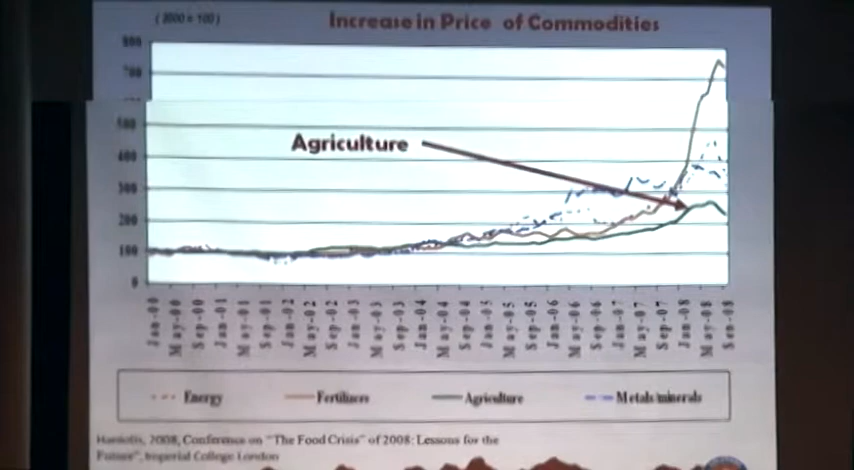 (2000 = 100)
Increase in Price of Commodities
800
700
500
400
300
200
100
0
Agriculture
Jan-00
May-00
Sep-00
Jan-01
May-01
Sep-01
Jan-02
May-02
Sep-02
Jan-03
May-03
Sep-03
Jan-04
May-04
Sep-04
Jan-05
May-05
Sep-05
Jan-06
May-06
Sep-06
Jan-07
May-07
Sep-07
Jan-08
May-08
Sep-08
Energy Fertilizers Agriculture Metals/minerals
2008, Conference on "The Food Crisis" of 2008: Lessons for the
Future", Imperial College London